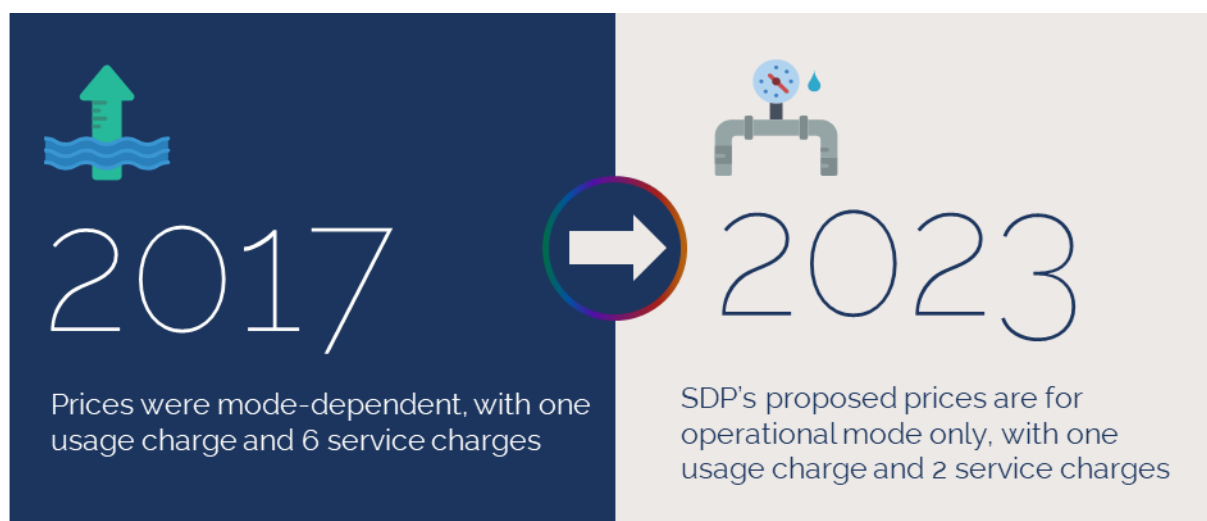 2017
Prices were mode-dependent, with one
usage charge and 6 service charges
2023
SDP's proposed prices are for
operational mode only, with one
usage charge and 2 service charges